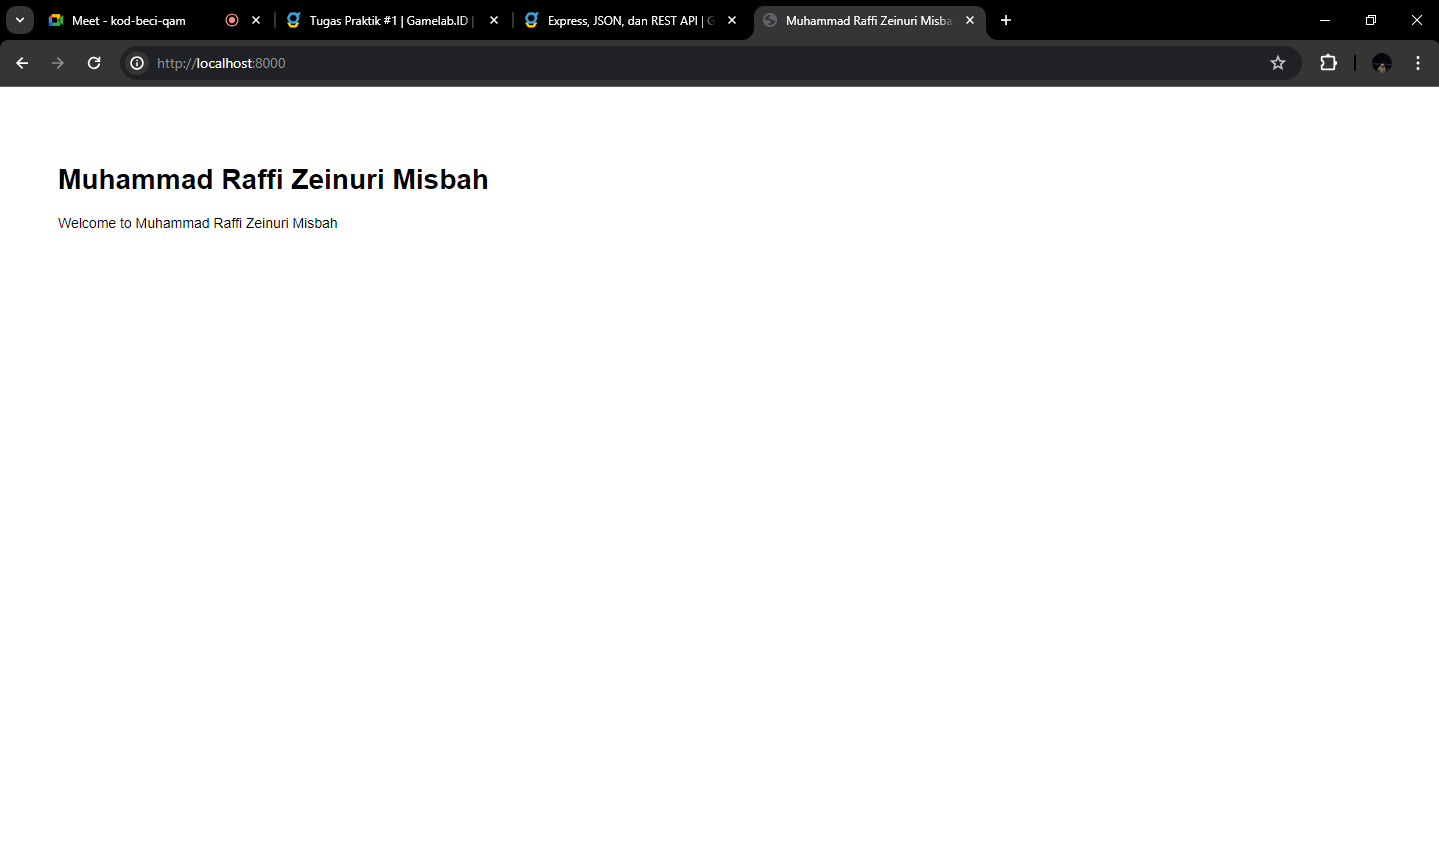 Meet - kod-beci-qam
Tugas Praktik #1 | Gamelab.ID |
Express, JSON, dan REST API | G
Muhammad Raffi Zeinuri Misba
http://localhost:8000
Muhammad Raffi Zeinuri Misbah
Welcome to Muhammad Raffi Zeinuri Misbah